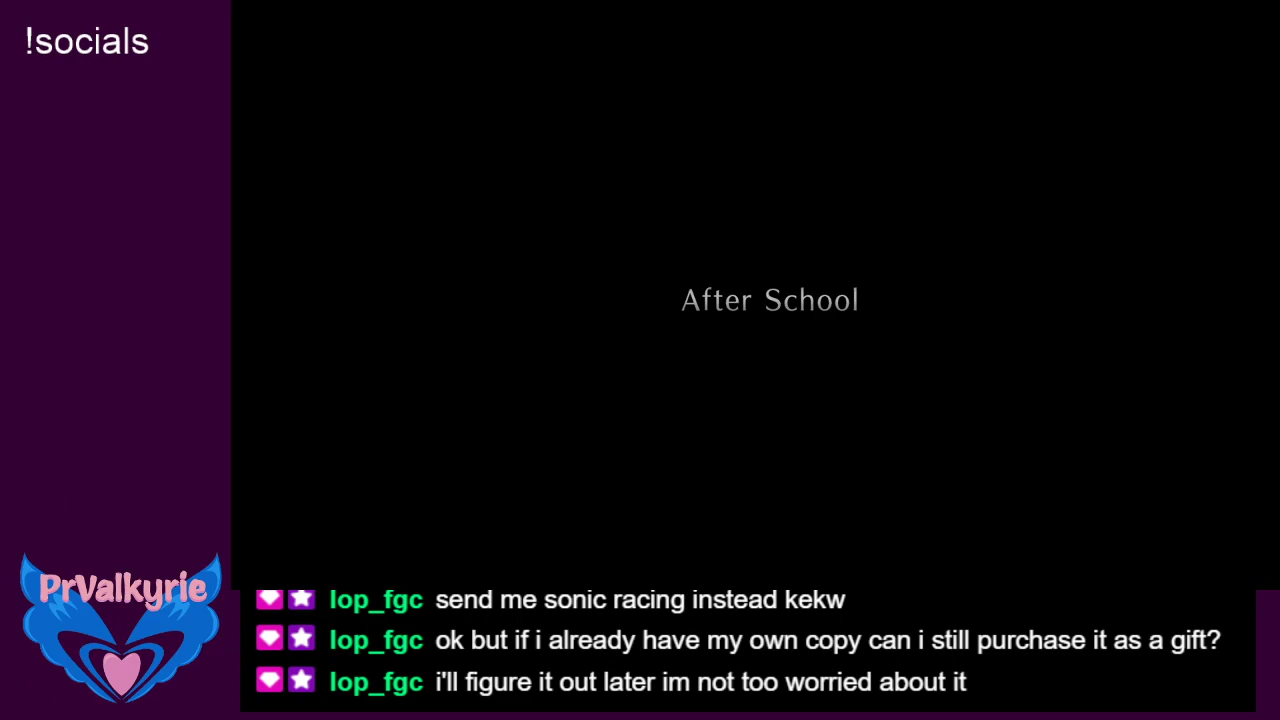 !socials
After School
PrValkyrie
lop_fgc send me sonic racing instead kekw
lop_fgc ok but if i already have my own copy can i still purchase it as a gift?
lop_fgc i'll figure it out later im not too worried about it